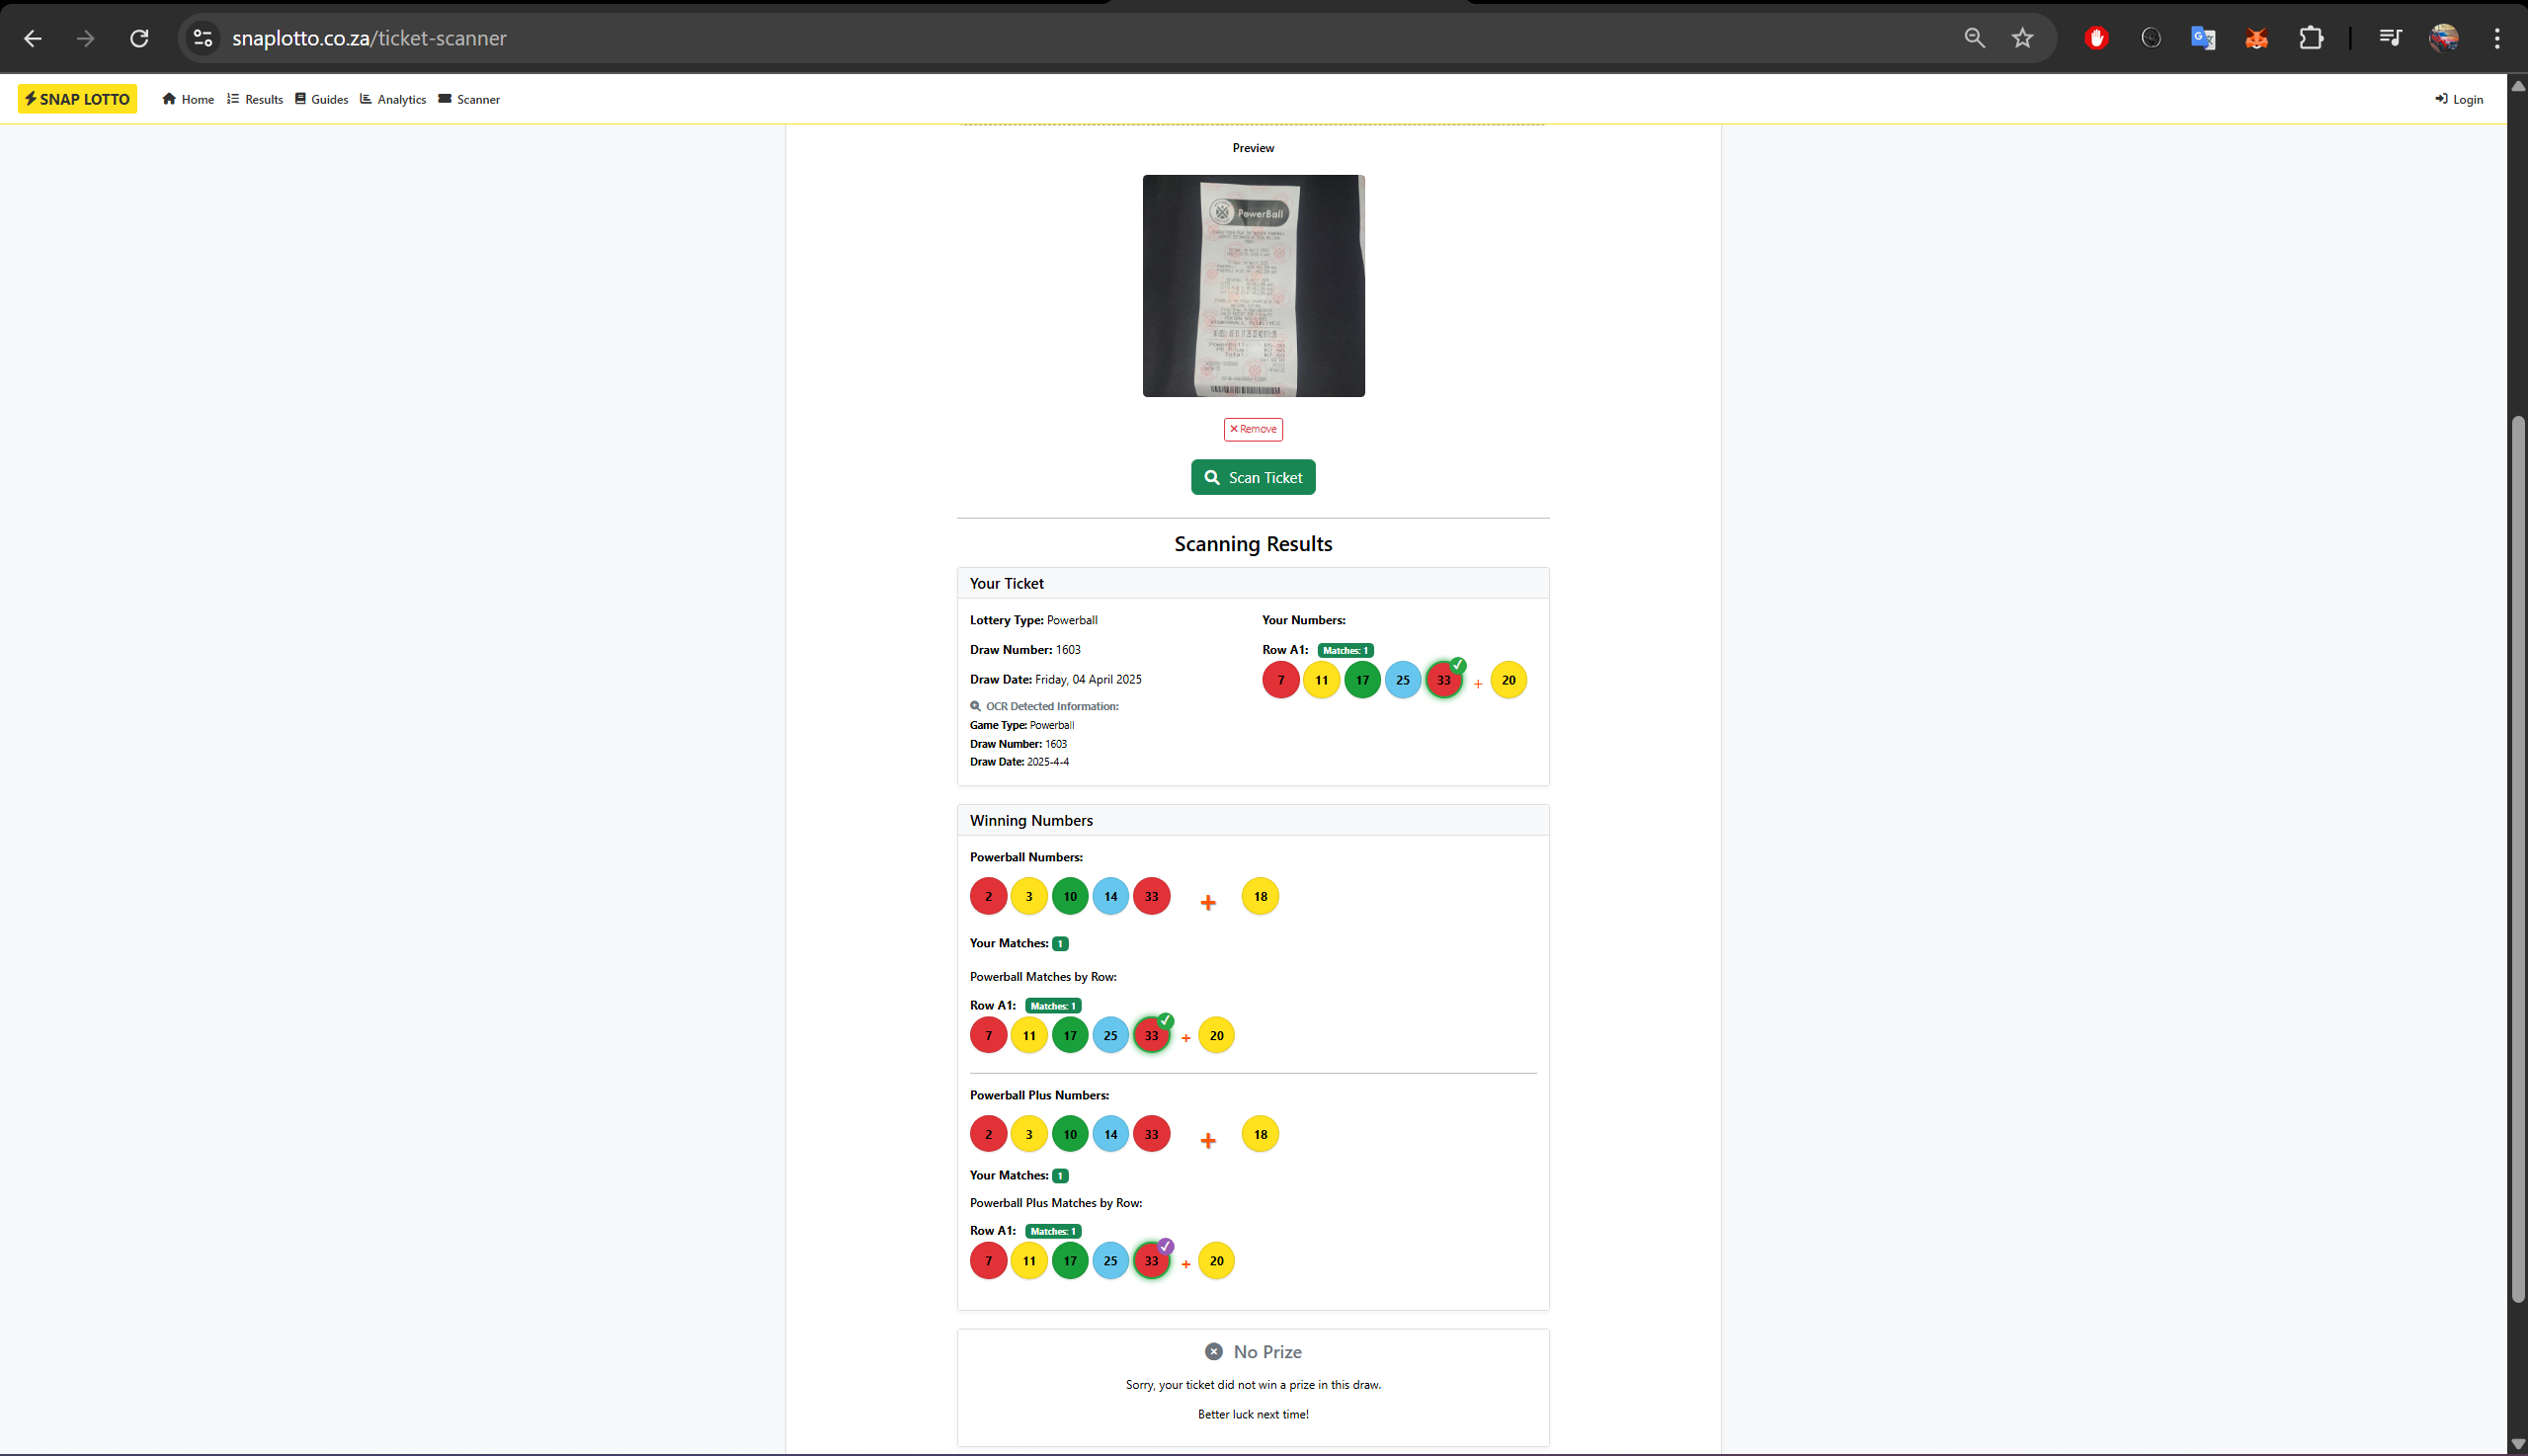 snaplotto.co.za/ticket-scanner
SNAP LOTTO Home Results Guides Analytics Scanner Login
Preview
PowerBall
Remove
Scan Ticket
Scanning Results
Your Ticket
Lottery Type: Powerball
Draw Number: 1603
Draw Date: Friday, 04 April 2025
OCR Detected Information:
Game Type: Powerball
Draw Number: 1603
Draw Date: 2025-4-4
Your Numbers:
Row A1: Matches: 1
7 11 17 25 33 + 20
Winning Numbers
Powerball Numbers:
2 3 10 14 33 + 18
Your Matches: 1
Powerball Matches by Row:
Row A1: Matches: 1
7 11 17 25 33 + 20
Powerball Plus Numbers:
2 3 10 14 33 + 18
Your Matches: 1
Powerball Plus Matches by Row:
Row A1: Matches: 1
7 11 17 25 33 + 20
No Prize
Sorry, your ticket did not win a prize in this draw.
Better luck next time!